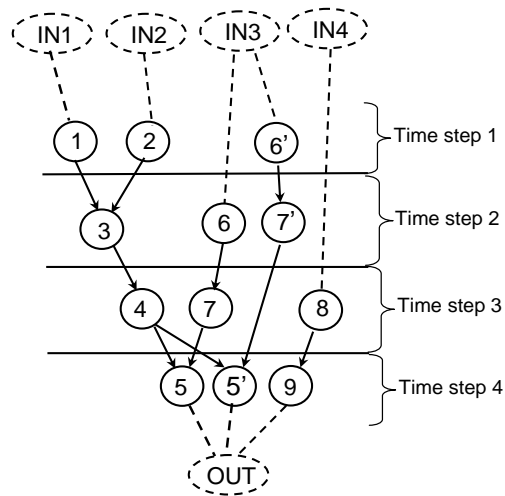 IN1 IN2 IN3 IN4
1 2 6’ Time step 1
3 6 7’ Time step 2
4 7 8 Time step 3
5 5’ 9 Time step 4
OUT